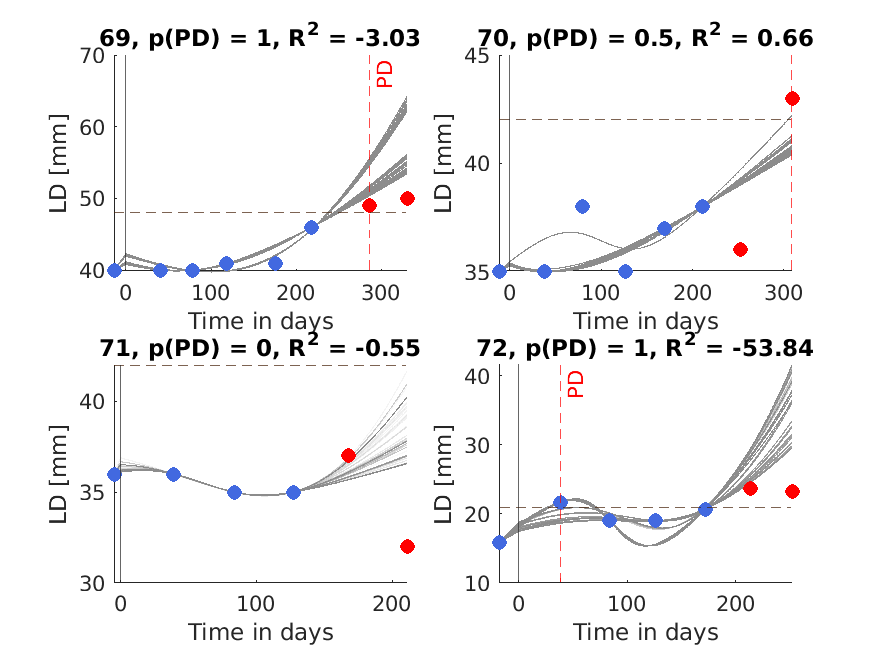 69, p(PD) = 1, R² = -3.03
70
60
50
40
LD [mm]
PD
0
100
200
300
Time in days
70, p(PD) = 0.5, R² = 0.66
45
40
35
LD [mm]
0
100
200
300
Time in days
71, p(PD) = 0, R² = -0.55
40
35
30
LD [mm]
0
100
200
Time in days
72, p(PD) = 1, R² = -53.84
40
30
20
10
LD [mm]
PD
0
100
200
Time in days